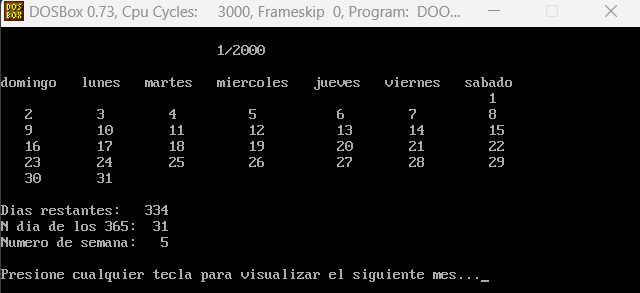 DOS BOX DOSBox 0.73, Cpu Cycles: 3000, Frameskip 0, Program: DOO...
1/2000
domingo lunes martes miercoles jueves viernes sabado
1
2 3 4 5 6 7 8
9 10 11 12 13 14 15
16 17 18 19 20 21 22
23 24 25 26 27 28 29
30 31
Dias restantes: 334
N dia de los 365: 31
Numero de semana: 5
Presione cualquier tecla para visualizar el siguiente mes..._